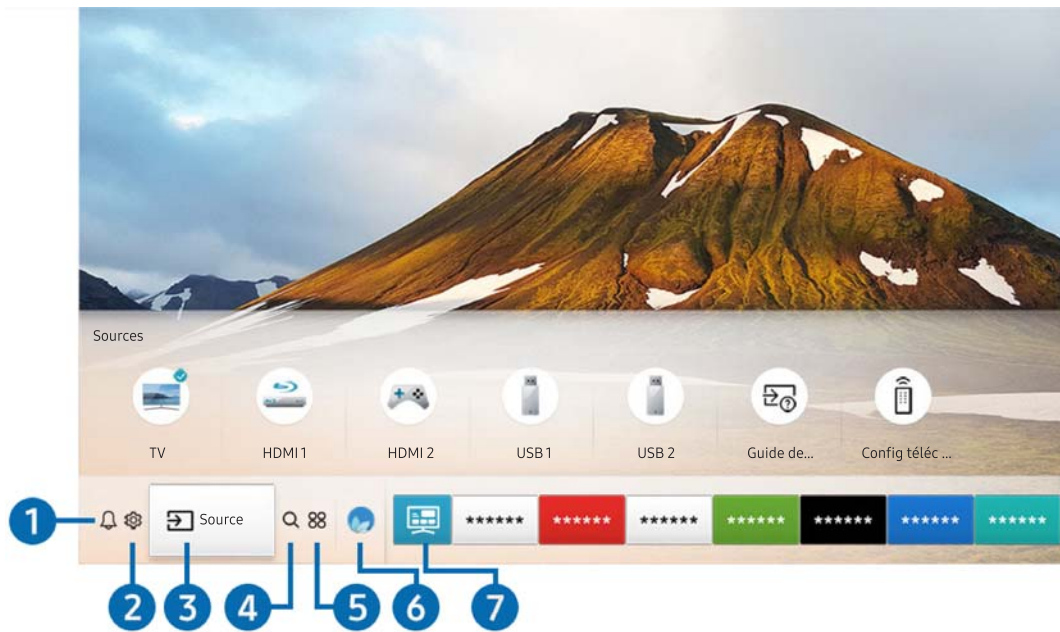 Sources
TV
HDMI 1
HDMI 2
USB 1
USB 2
Guide de...
Config téléc ...
Source
******
******
******
******
******
******
******
1
2
3
4
5
6
7